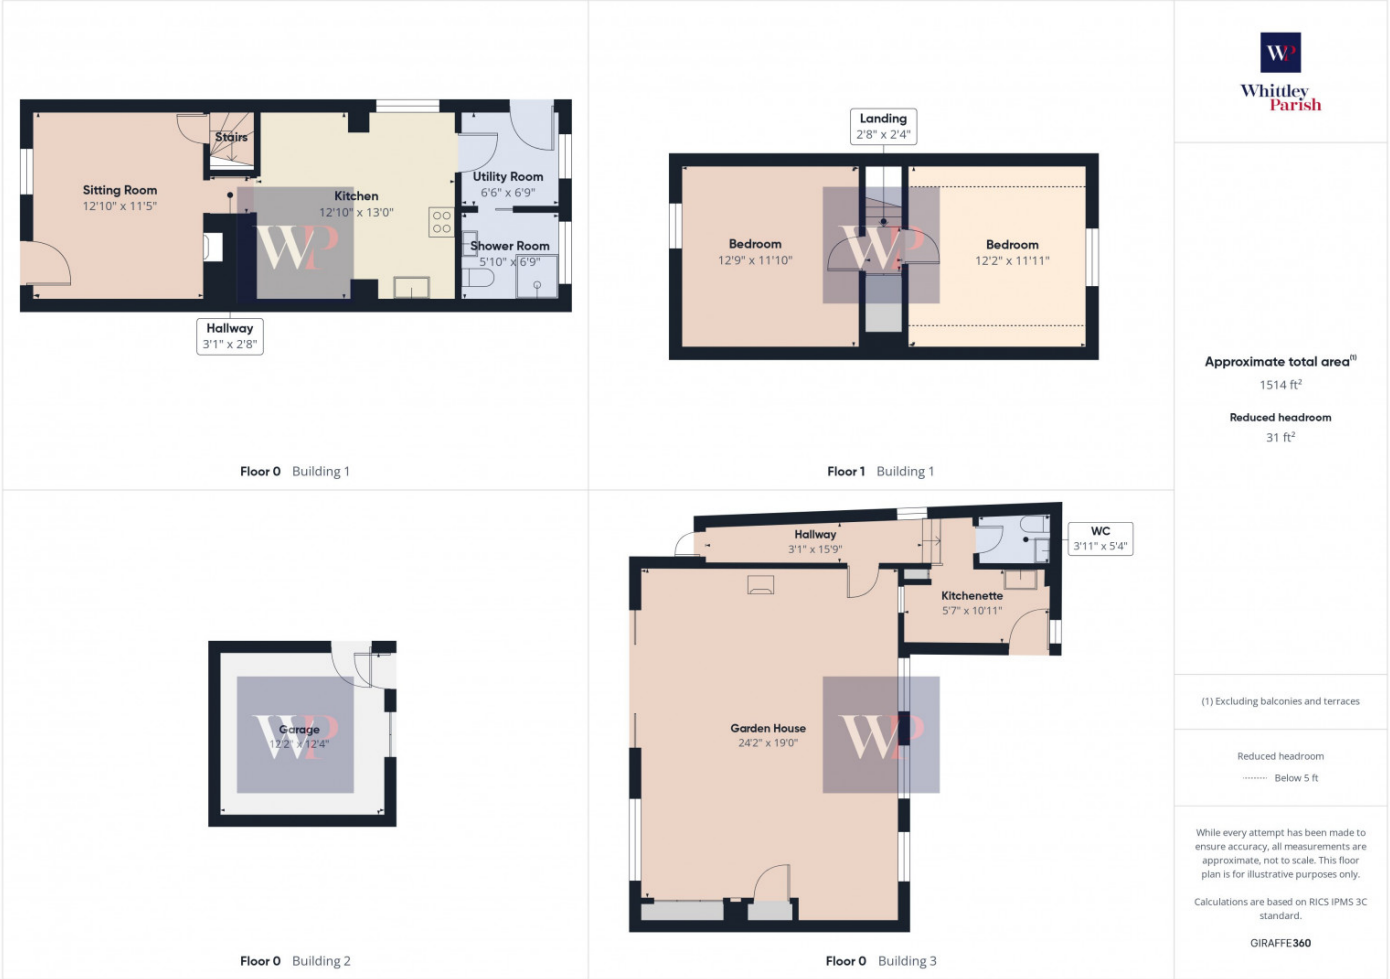 Stairs
Sitting Room
12'10" x 11'5"
Kitchen
12'10" x 13'0"
Utility Room
6'6" x 6'9"
Shower Room
5'10" x 6'9"
WP
Hallway
3'1" x 2'8"
Floor 0 Building 1
Landing
2'8" x 2'4"
Bedroom
12'9" x 11'10"
Bedroom
12'2" x 11'11"
WP
Floor 1 Building 1
Garage
12'2" x 12'4"
WP
Floor 0 Building 2
Hallway
3'1" x 15'9"
WC
3'11" x 5'4"
Kitchenette
5'7" x 10'11"
Garden House
24'2" x 19'0"
WP
Floor 0 Building 3
WP
Whittley
Parish
Approximate total area(1)
1514 ft²
Reduced headroom
31 ft²
(1) Excluding balconies and terraces
Reduced headroom
Below 5 ft
While every attempt has been made to
ensure accuracy, all measurements are
approximate, not to scale. This floor
plan is for illustrative purposes only.
Calculations are based on RICS IPMS 3C
standard.
GIRAFFE360